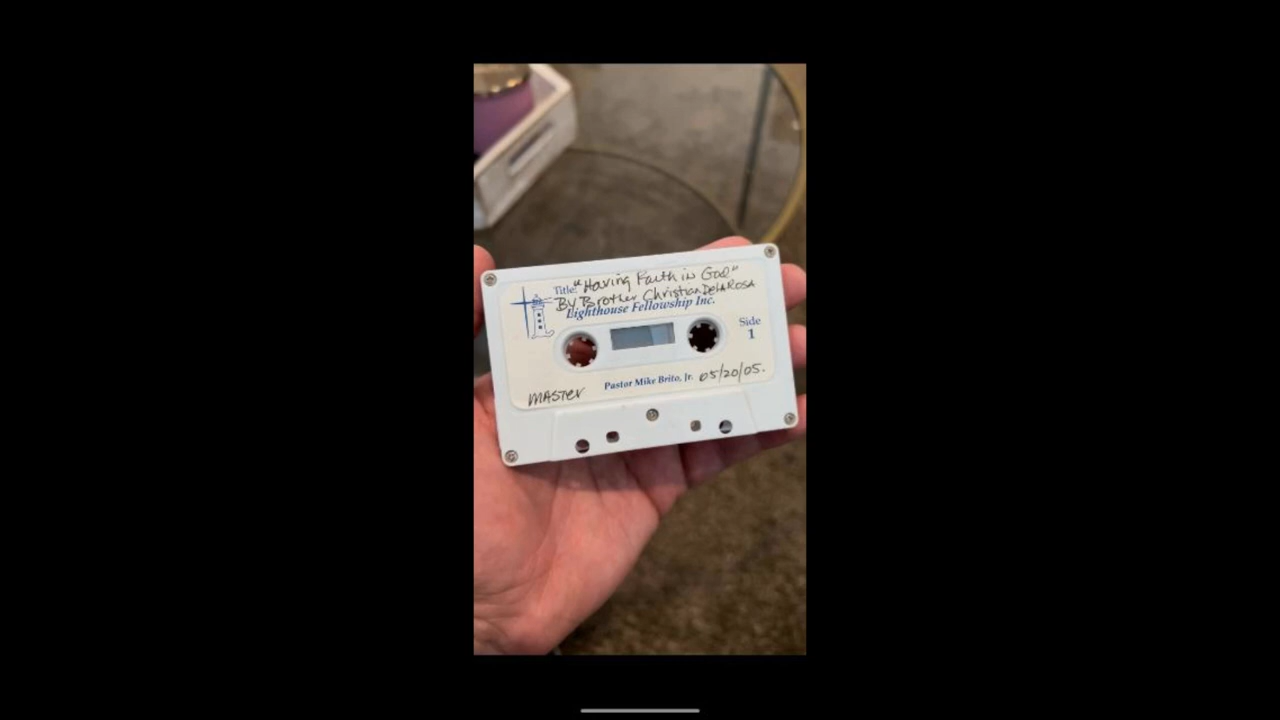 Title: "Having Faith in God"
By Brother Christian DeLAROSA
Lighthouse Fellowship Inc.
Side
1
Pastor Mike Brito, Jr. 05/20/05.
MASTer